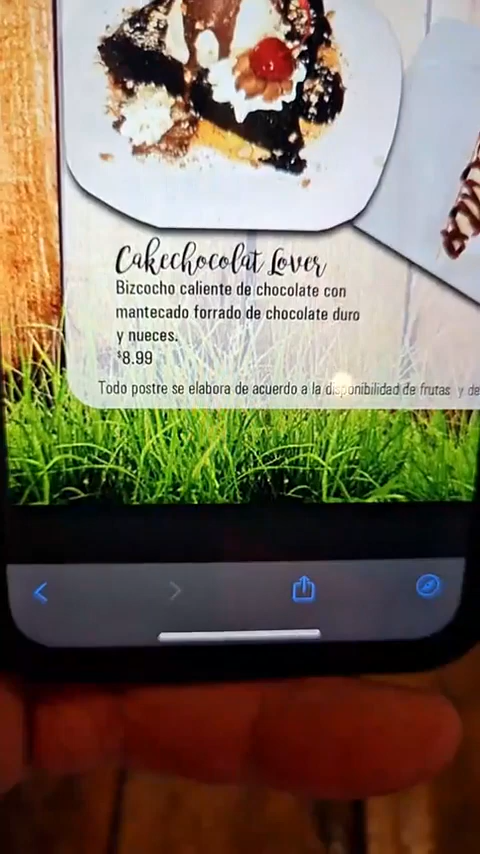 Cakechocolat Lover
Bizcocho caliente de chocolate con
mantecado forrado de chocolate duro
y nueces.
$8.99
Todo postre se elabora de acuerdo a la disponibilidad de frutas y de